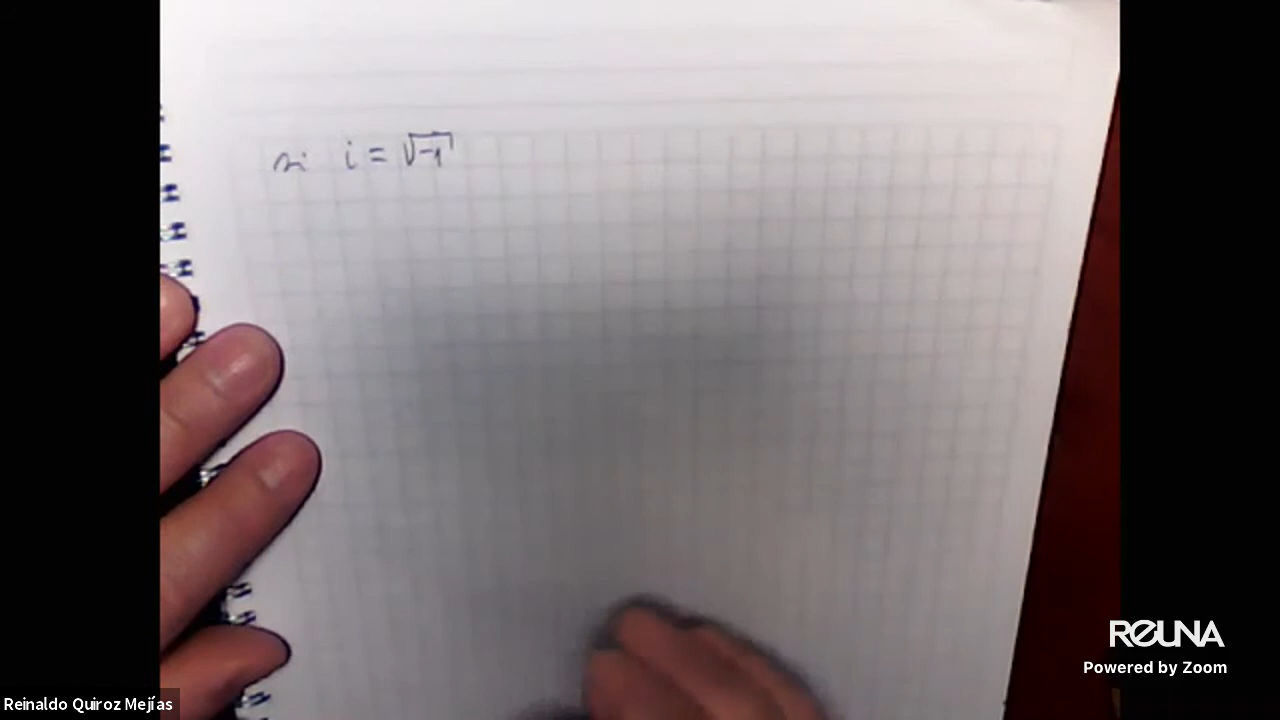 si i = √-1
REUNA
Powered by Zoom
Reinaldo Quiroz Mejías